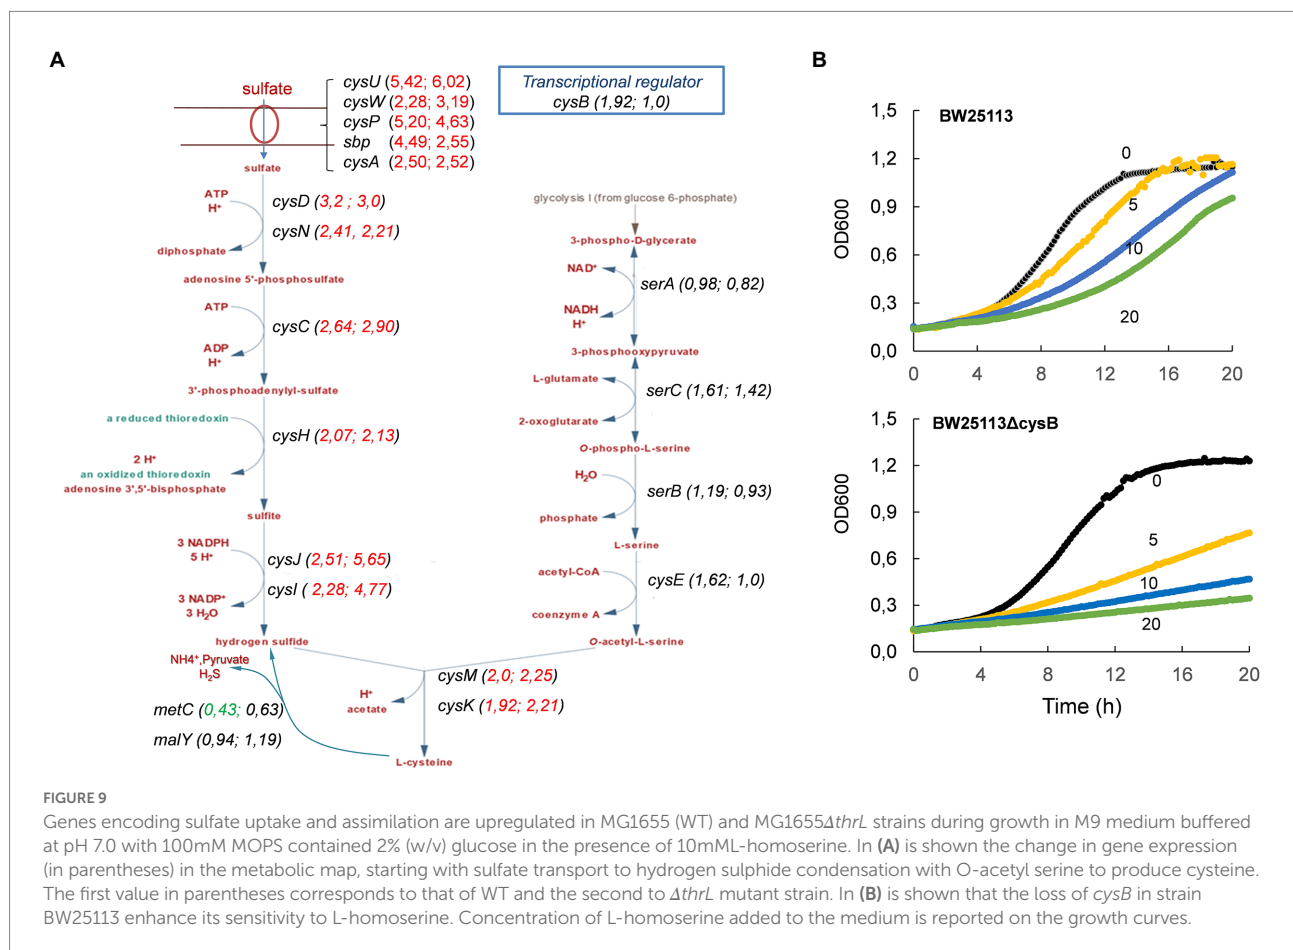 A
sulfate
cysU (5,42; 6,02)
cysW (2,28; 3,19)
cysP (5,20; 4,63)
sbp (4,49; 2,55)
cysA (2,50; 2,52)
Transcriptional regulator
cysB (1,92; 1,0)
sulfate
ATP
H+
cysD (3,2 ; 3,0)
cysN (2,41, 2,21)
diphosphate
adenosine 5'-phosphosulfate
ATP
cysC (2,64; 2,90)
ADP
H+
3'-phosphoadenylyl-sulfate
a reduced thioredoxin
cysH (2,07; 2,13)
2 H+
an oxidized thioredoxin
adenosine 3',5'-bisphosphate
sulfite
3 NADPH
5 H+
cysJ (2,51; 5,65)
cysI ( 2,28; 4,77)
3 NADP+
3 H2O
hydrogen sulfide
NH4+,Pyruvate
H2S
metC (0,43; 0,63)
malY (0,94; 1,19)
glycolysis I (from glucose 6-phosphate)
3-phospho-D-glycerate
NAD+
serA (0,98; 0,82)
NADH
H+
3-phosphooxypyruvate
L-glutamate
serC (1,61; 1,42)
2-oxoglutarate
O-phospho-L-serine
H2O
serB (1,19; 0,93)
phosphate
L-serine
acetyl-CoA
cysE (1,62; 1,0)
coenzyme A
O-acetyl-L-serine
cysM (2,0; 2,25)
H+
acetate
cysK (1,92; 2,21)
L-cysteine
B
BW25113
OD600
1,5
1,2
0,9
0,6
0,3
0,0
0
5
10
20
0 4 8 12 16 20
BW25113ΔcysB
OD600
1,5
1,2
0,9
0,6
0,3
0,0
0
5
10
20
0 4 8 12 16 20
Time (h)
FIGURE 9
Genes encoding sulfate uptake and assimilation are upregulated in MG1655 (WT) and MG1655ΔthrL strains during growth in M9 medium buffered
at pH 7.0 with 100mM MOPS contained 2% (w/v) glucose in the presence of 10mML-homoserine. In (A) is shown the change in gene expression
(in parentheses) in the metabolic map, starting with sulfate transport to hydrogen sulphide condensation with O-acetyl serine to produce cysteine.
The first value in parentheses corresponds to that of WT and the second to ΔthrL mutant strain. In (B) is shown that the loss of cysB in strain
BW25113 enhance its sensitivity to L-homoserine. Concentration of L-homoserine added to the medium is reported on the growth curves.